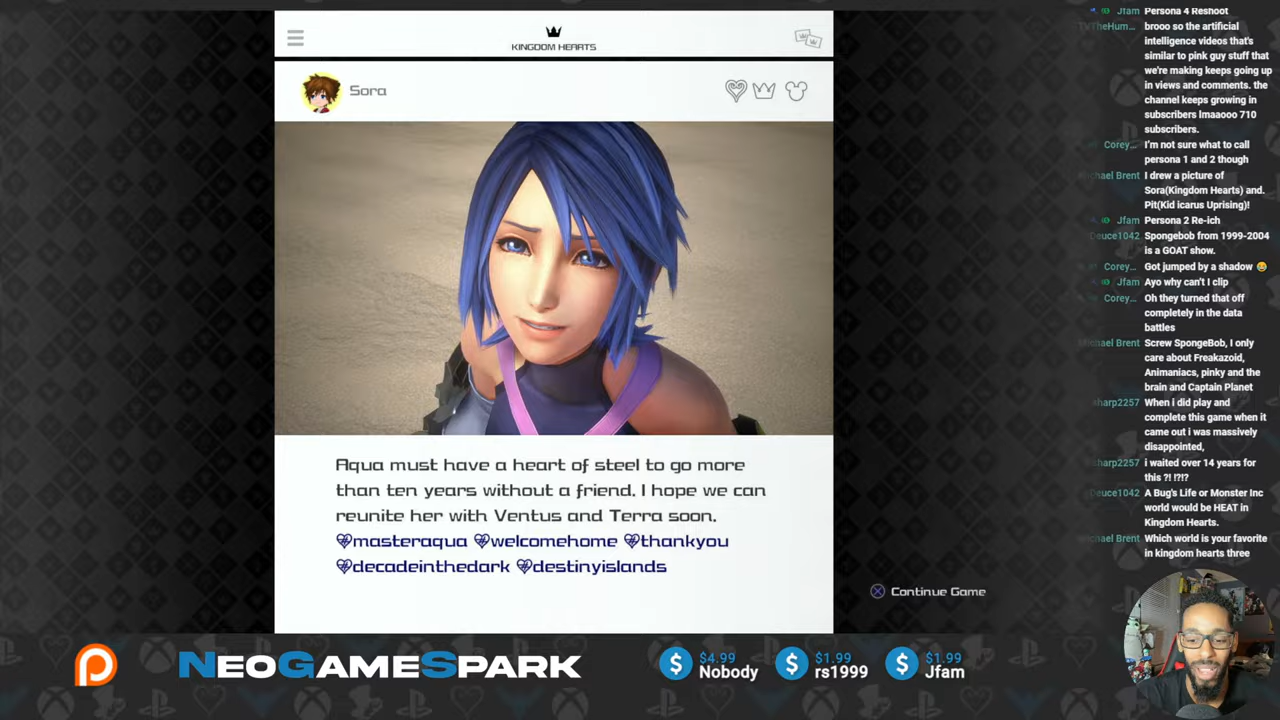 KINGDOM HEARTS
Sora
Aqua must have a heart of steel to go more
than ten years without a friend. I hope we can
reunite her with Ventus and Terra soon.
masteraqua welcomehome thankyou
decadeinthedark destinyislands
Continue Game
NEOGAMESPARK
$ $4.99
Nobody
$ $1.99
rs1999
$ $1.99
Jfam
Jfam Persona 4 Reshoot
brooo so the artificial
intelligence videos that's
similar to pink guy stuff that
we're making keeps going up
in views and comments. the
channel keeps growing in
subscribers lmaaooo 710
subscribers.
Corey... I'm not sure what to call
persona 1 and 2 though
Brent I drew a picture of
Sora(Kingdom Hearts) and.
Pit(Kid icarus Uprising)!
Jfam Persona 2 Re-ich
Spongebob from 1999-2004
is a GOAT show.
Corey... Got jumped by a shadow 😅
Jfam Ayo why can't I clip
Corey... Oh they turned that off
completely in the data
battles
Brent Screw SpongeBob, I only
care about Freakazoid,
Animaniacs, pinky and the
brain and Captain Planet
When i did play and
complete this game when it
came out i was massively
disappointed,
i waited over 14 years for
this ?! !?!?
A Bug's Life or Monster Inc
world would be HEAT in
Kingdom Hearts.
Brent Which world is your favorite
in kingdom hearts three